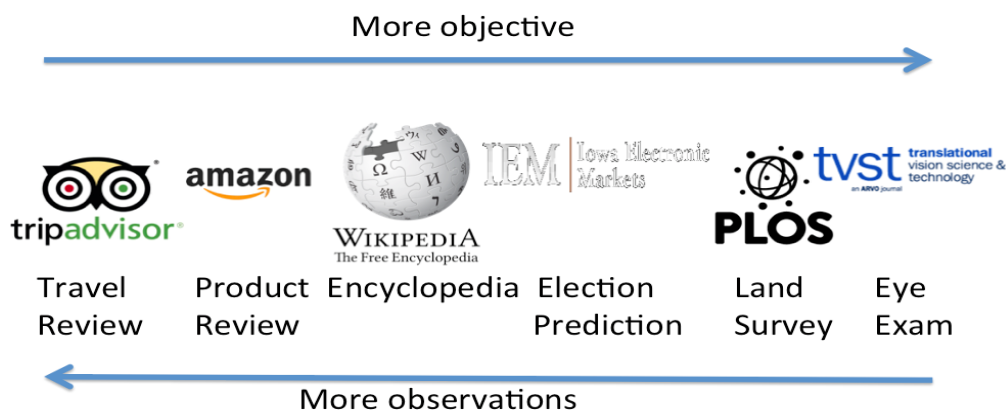 More objective
tripadvisor®
amazon
Ω
W
維
И
WIKIPEDIA
The Free Encyclopedia
IEM
Iowa Electronic
Markets
PLOS
tvst
translational
vision science &
technology
an ARVO journal
Travel
Review
Product
Review
Encyclopedia
Election
Prediction
Land
Survey
Eye
Exam
More observations